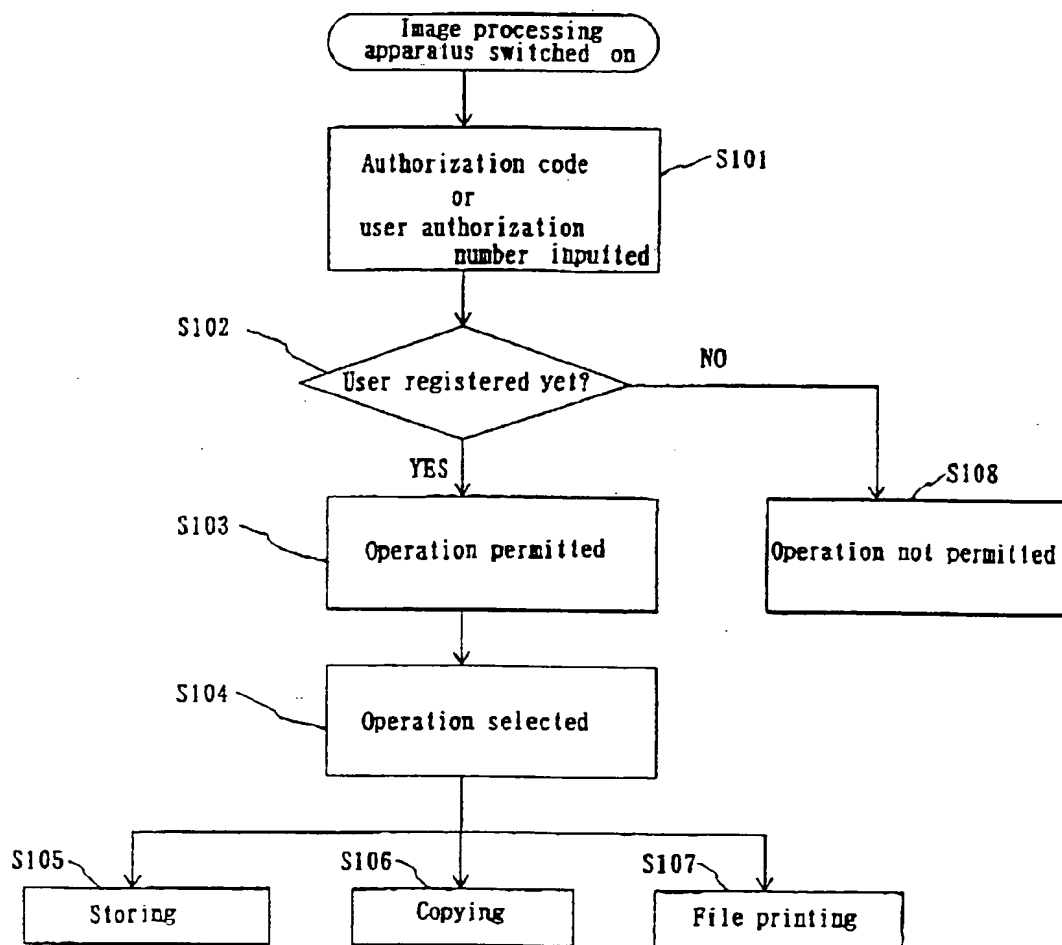 Image processing
apparatus switched on
S101
Authorization code
or
user authorization
number inputted
S102
User registered yet?
NO
YES
S108
S103
Operation permitted
Operation not permitted
S104
Operation selected
S105
S106
S107
Storing
Copying
File printing